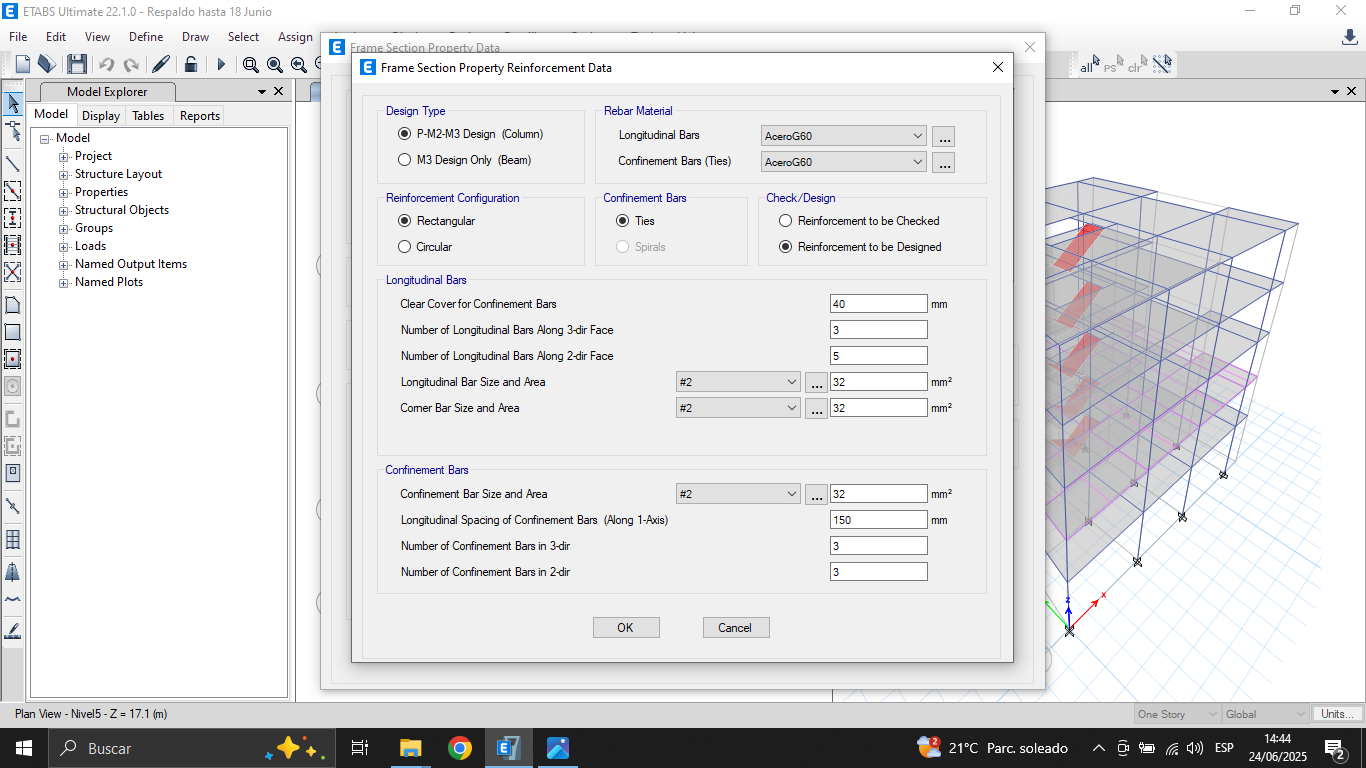 ETABS Ultimate 22.1.0 - Respaldo hasta 18 Junio
File Edit View Define Draw Select Assign
Frame Section Property Data
Frame Section Property Reinforcement Data
all PS clr
Model Explorer
Model Display Tables Reports
Model
Project
Structure Layout
Properties
Structural Objects
Groups
Loads
Named Output Items
Named Plots
Design Type
P-M2-M3 Design (Column)
M3 Design Only (Beam)
Rebar Material
Longitudinal Bars AceroG60 ...
Confinement Bars (Ties) AceroG60 ...
Reinforcement Configuration
Rectangular
Circular
Confinement Bars
Ties
Spirals
Check/Design
Reinforcement to be Checked
Reinforcement to be Designed
Longitudinal Bars
Clear Cover for Confinement Bars 40 mm
Number of Longitudinal Bars Along 3-dir Face 3
Number of Longitudinal Bars Along 2-dir Face 5
Longitudinal Bar Size and Area #2 ... 32 mm²
Corner Bar Size and Area #2 ... 32 mm²
Confinement Bars
Confinement Bar Size and Area #2 ... 32 mm²
Longitudinal Spacing of Confinement Bars (Along 1-Axis) 150 mm
Number of Confinement Bars in 3-dir 3
Number of Confinement Bars in 2-dir 3
OK Cancel
Z X
Plan View - Nivel5 - Z = 17.1 (m)
One Story Global Units...
Buscar
21°C Parc. soleado
ESP
14:44
24/06/2025
2